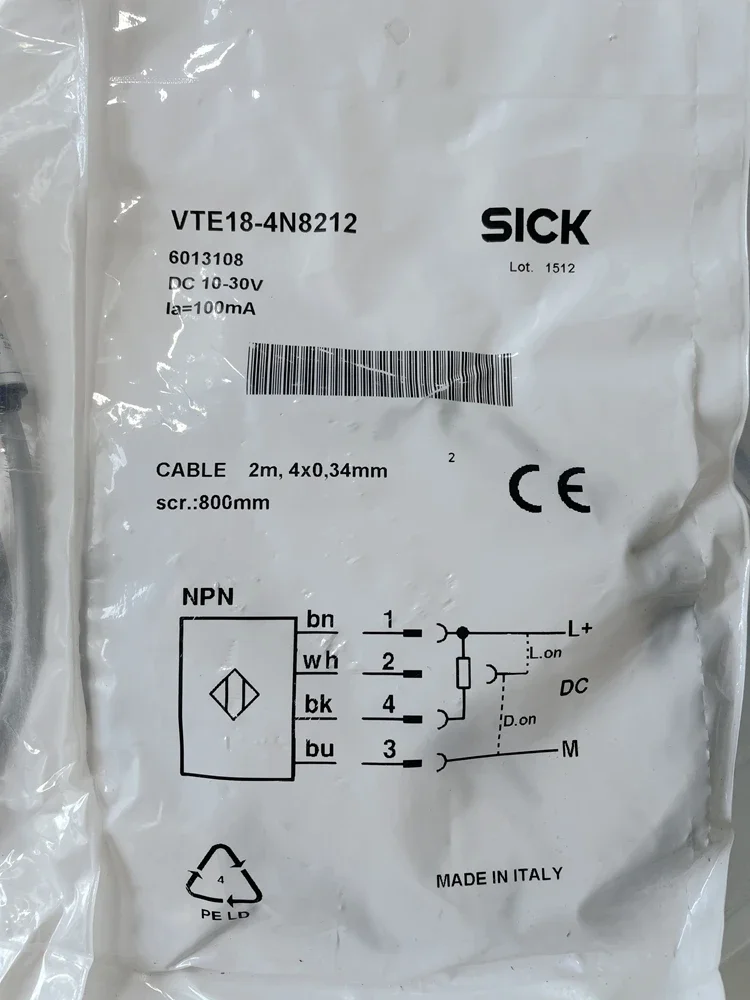 VTE18-4N8212
SICK
6013108
Lot. 1512
DC 10-30V
Ia=100mA
CABLE 2m, 4x0,34mm 2
scr.:800mm
CE
NPN
bn 1 L+
wh 2 L.on
DC
bk 4 D.on
bu 3 M
4
PE LD
MADE IN ITALY